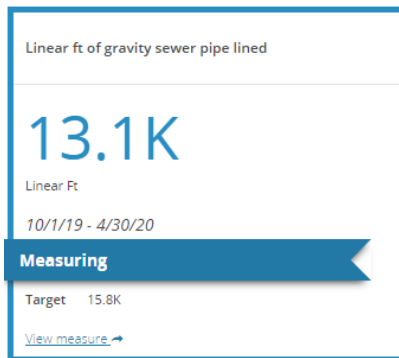 Linear ft of gravity sewer pipe lined
13.1K
Linear Ft
10/1/19 - 4/30/20
Measuring
Target 15.8K
View measure